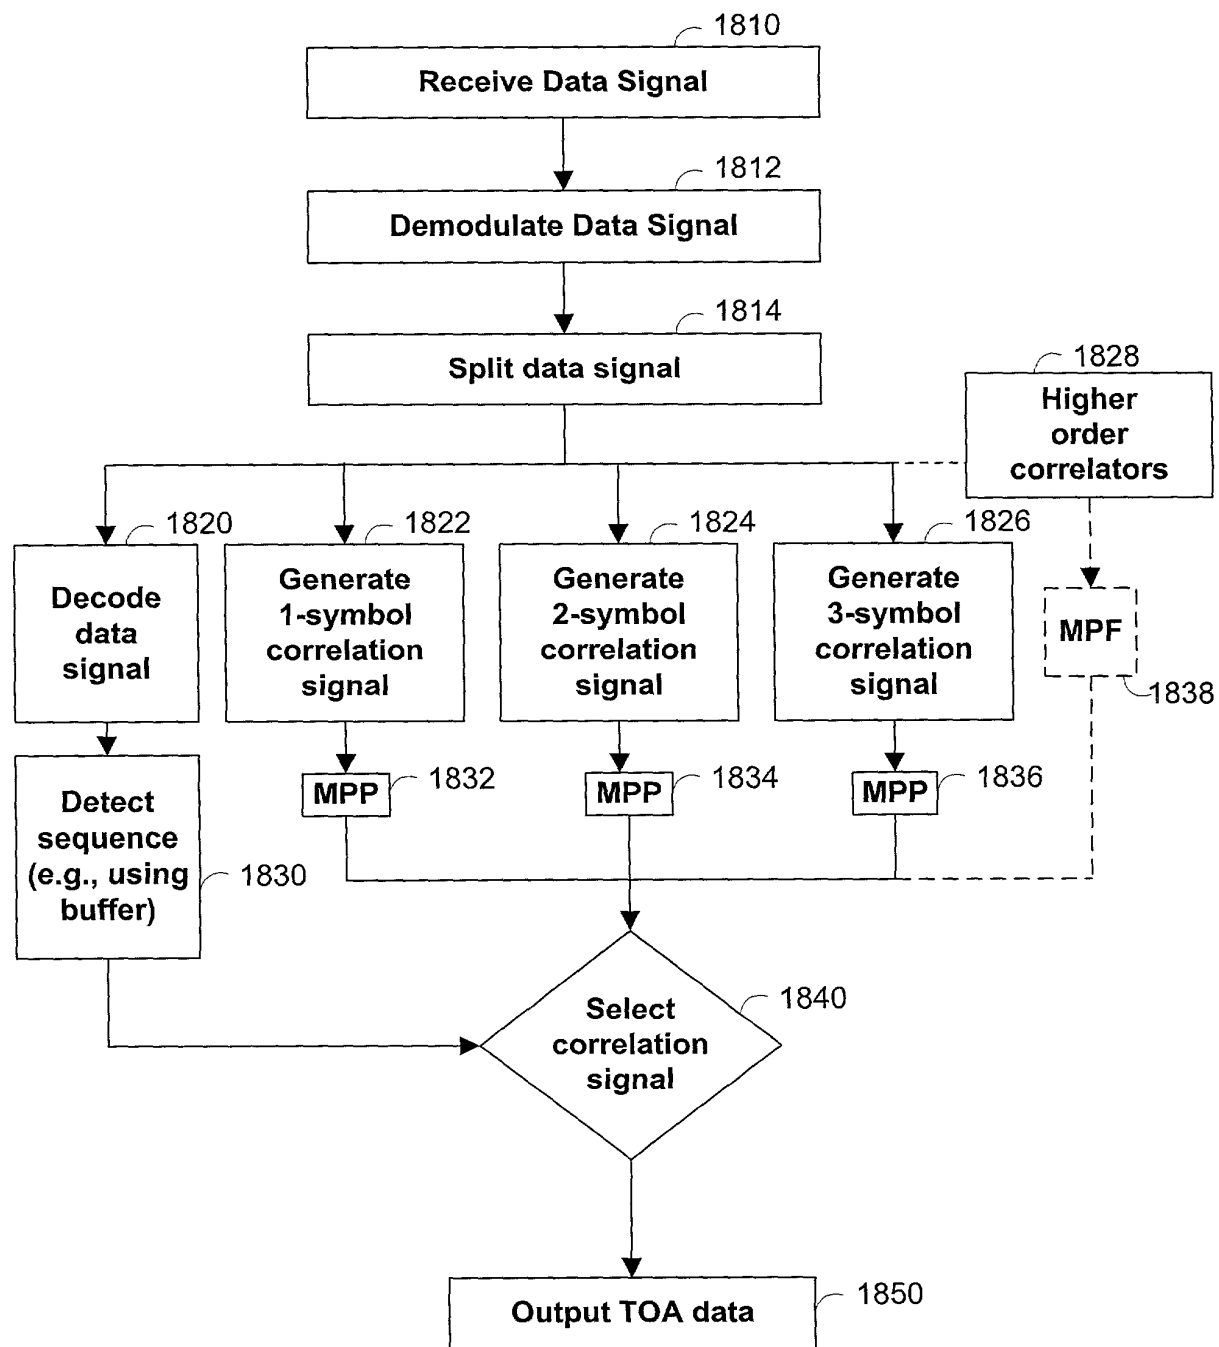 1810
Receive Data Signal
1812
Demodulate Data Signal
1814
Split data signal
1828
Higher
order
correlators
1820
Decode
data
signal
1822
Generate
1-symbol
correlation
signal
1824
Generate
2-symbol
correlation
signal
1826
Generate
3-symbol
correlation
signal
MPF
1838
Detect
sequence
(e.g., using
buffer)
1830
MPP
1832
MPP
1834
MPP
1836
Select
correlation
signal
1840
Output TOA data
1850